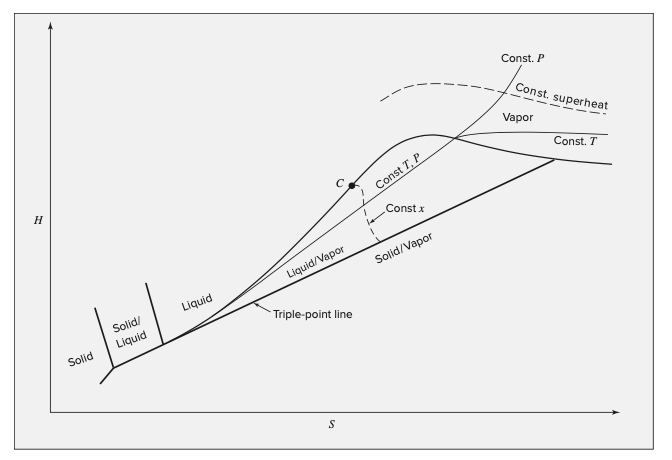 Const. P
Const. superheat
Vapor
Const. T
Const T, P
C
Const x
H
Solid/Vapor
Liquid/Vapor
Liquid
Triple-point line
Solid/
Liquid
Solid
S